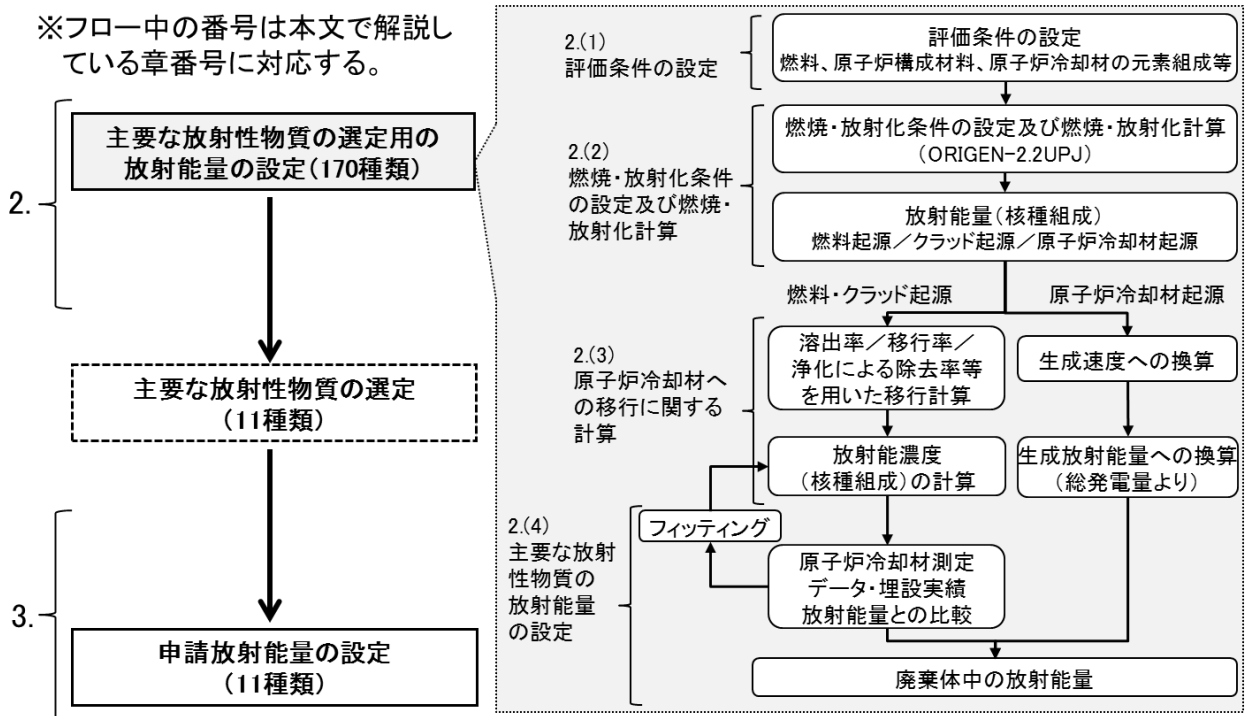 ※フロー中の番号は本文で解説し
ている章番号に対応する。
2.
主要な放射性物質の選定用の
放射能量の設定(170種類)
主要な放射性物質の選定
(11種類)
3.
申請放射能量の設定
(11種類)
2.(1)
評価条件の設定
評価条件の設定
燃料、原子炉構成材料、原子炉冷却材の元素組成等
2.(2)
燃焼・放射化条件
の設定及び燃焼・
放射化計算
燃焼・放射化条件の設定及び燃焼・放射化計算
(ORIGEN-2.2UPJ)
放射能量(核種組成)
燃料起源/クラッド起源/原子炉冷却材起源
燃料・クラッド起源
原子炉冷却材起源
2.(3)
原子炉冷却材へ
の移行に関する
計算
溶出率/移行率/
浄化による除去率等
を用いた移行計算
生成速度への換算
放射能濃度
(核種組成)の計算
生成放射能量への換算
(総発電量より)
2.(4)
主要な放射
性物質の
放射能量
の設定
フィッティング
原子炉冷却材測定
データ・埋設実績
放射能量との比較
廃棄体中の放射能量